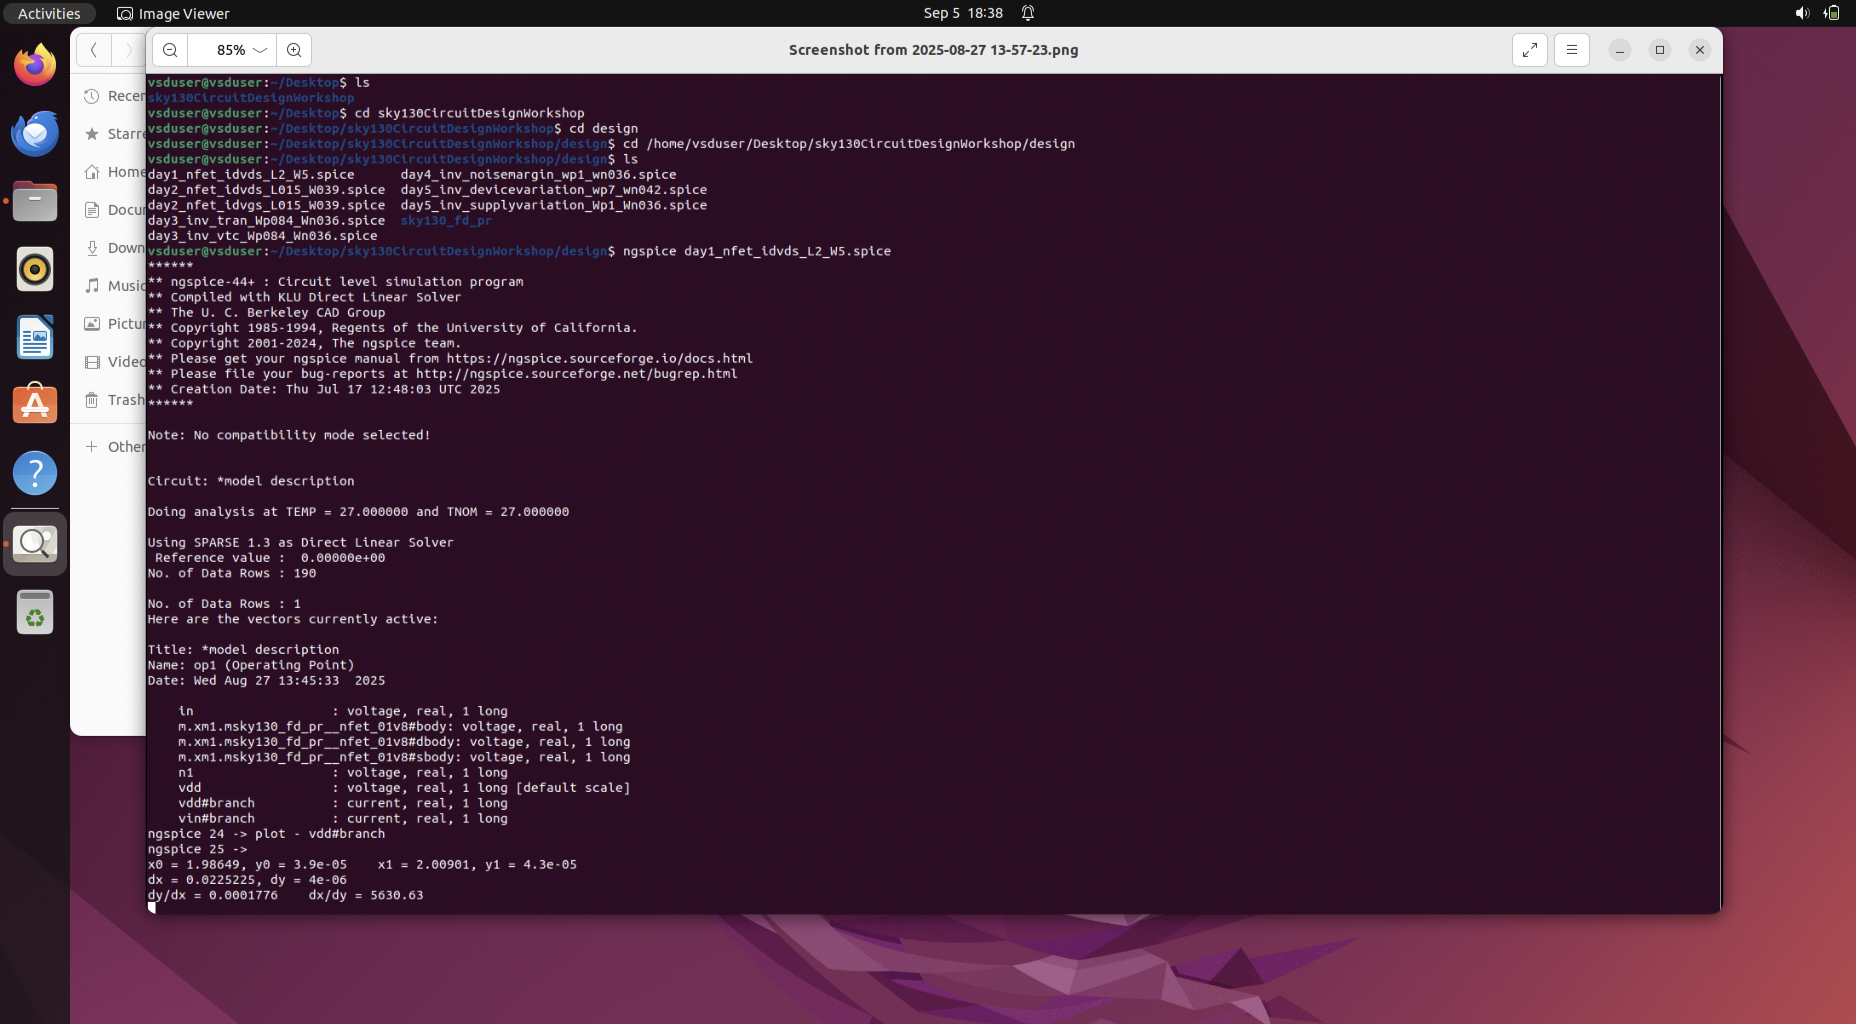 Activities Image Viewer Sep 5 18:38
85% Screenshot from 2025-08-27 13-57-23.png
Recen
Starre
Home
Docu
Down
Music
Pictu
Video
Trash
Other
vsduser@vsduser:~/Desktop$ ls
sky130CircuitDesignWorkshop
vsduser@vsduser:~/Desktop$ cd sky130CircuitDesignWorkshop
vsduser@vsduser:~/Desktop/sky130CircuitDesignWorkshop$ cd design
vsduser@vsduser:~/Desktop/sky130CircuitDesignWorkshop/design$ cd /home/vsduser/Desktop/sky130CircuitDesignWorkshop/design
vsduser@vsduser:~/Desktop/sky130CircuitDesignWorkshop/design$ ls
day1_nfet_idvds_L2_W5.spice day4_inv_noisemargin_wp1_wn036.spice
day2_nfet_idvds_L015_W039.spice day5_inv_devicevariation_wp7_wn042.spice
day2_nfet_idvgs_L015_W039.spice day5_inv_supplyvariation_Wp1_Wn036.spice
day3_inv_tran_Wp084_Wn036.spice sky130_fd_pr
day3_inv_vtc_Wp084_Wn036.spice
vsduser@vsduser:~/Desktop/sky130CircuitDesignWorkshop/design$ ngspice day1_nfet_idvds_L2_W5.spice
******
** ngspice-44+ : Circuit level simulation program
** Compiled with KLU Direct Linear Solver
** The U. C. Berkeley CAD Group
** Copyright 1985-1994, Regents of the University of California.
** Copyright 2001-2024, The ngspice team.
** Please get your ngspice manual from https://ngspice.sourceforge.io/docs.html
** Please file your bug-reports at http://ngspice.sourceforge.net/bugrep.html
** Creation Date: Thu Jul 17 12:48:03 UTC 2025
******
Note: No compatibility mode selected!
Circuit: *model description
Doing analysis at TEMP = 27.000000 and TNOM = 27.000000
Using SPARSE 1.3 as Direct Linear Solver
Reference value : 0.00000e+00
No. of Data Rows : 190
No. of Data Rows : 1
Here are the vectors currently active:
Title: *model description
Name: op1 (Operating Point)
Date: Wed Aug 27 13:45:33 2025
in : voltage, real, 1 long
m.xm1.msky130_fd_pr__nfet_01v8#body: voltage, real, 1 long
m.xm1.msky130_fd_pr__nfet_01v8#dbody: voltage, real, 1 long
m.xm1.msky130_fd_pr__nfet_01v8#sbody: voltage, real, 1 long
n1 : voltage, real, 1 long
vdd : voltage, real, 1 long [default scale]
vdd#branch : current, real, 1 long
vin#branch : current, real, 1 long
ngspice 24 -> plot - vdd#branch
ngspice 25 ->
x0 = 1.98649, y0 = 3.9e-05 x1 = 2.00901, y1 = 4.3e-05
dx = 0.0225225, dy = 4e-06
dy/dx = 0.0001776 dx/dy = 5630.63